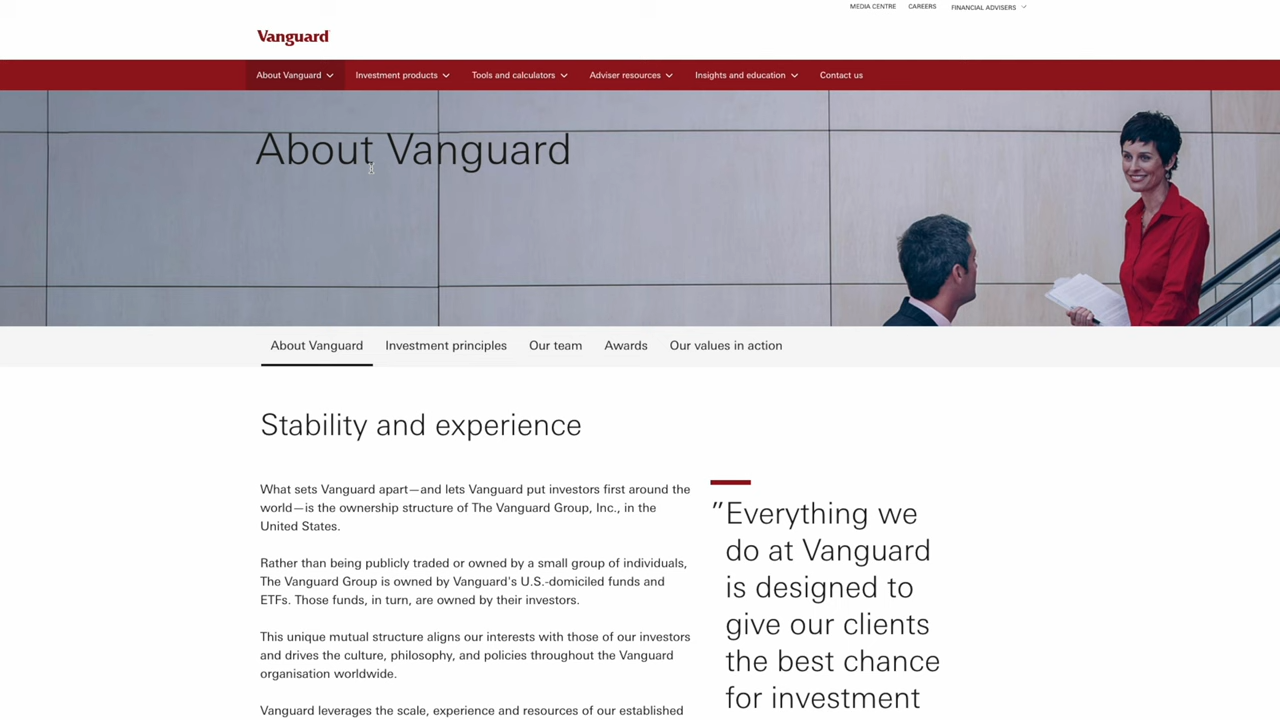 MEDIA CENTRE CAREERS FINANCIAL ADVISERS
Vanguard
About Vanguard Investment products Tools and calculators Adviser resources Insights and education Contact us
About Vanguard
About Vanguard Investment principles Our team Awards Our values in action
Stability and experience
What sets Vanguard apart—and lets Vanguard put investors first around the
world—is the ownership structure of The Vanguard Group, Inc., in the
United States.
Rather than being publicly traded or owned by a small group of individuals,
The Vanguard Group is owned by Vanguard's U.S.-domiciled funds and
ETFs. Those funds, in turn, are owned by their investors.
This unique mutual structure aligns our interests with those of our investors
and drives the culture, philosophy, and policies throughout the Vanguard
organisation worldwide.
Vanguard leverages the scale, experience and resources of our established
"Everything we
do at Vanguard
is designed to
give our clients
the best chance
for investment